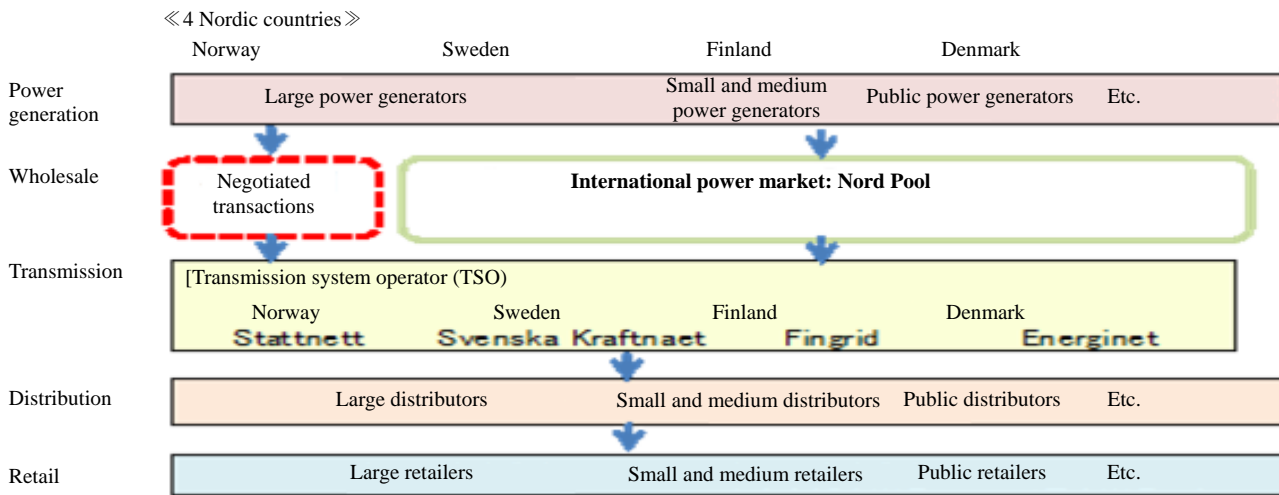 ≪4 Nordic countries≫
Norway Sweden Finland Denmark
Power generation
Large power generators
Small and medium power generators
Public power generators
Etc.
Wholesale
Negotiated transactions
International power market: Nord Pool
Transmission
[Transmission system operator (TSO)
Norway Sweden Finland Denmark
Stattnett Svenska Kraftnaet Fingrid Energinet
Distribution
Large distributors Small and medium distributors Public distributors Etc.
Retail
Large retailers Small and medium retailers Public retailers Etc.